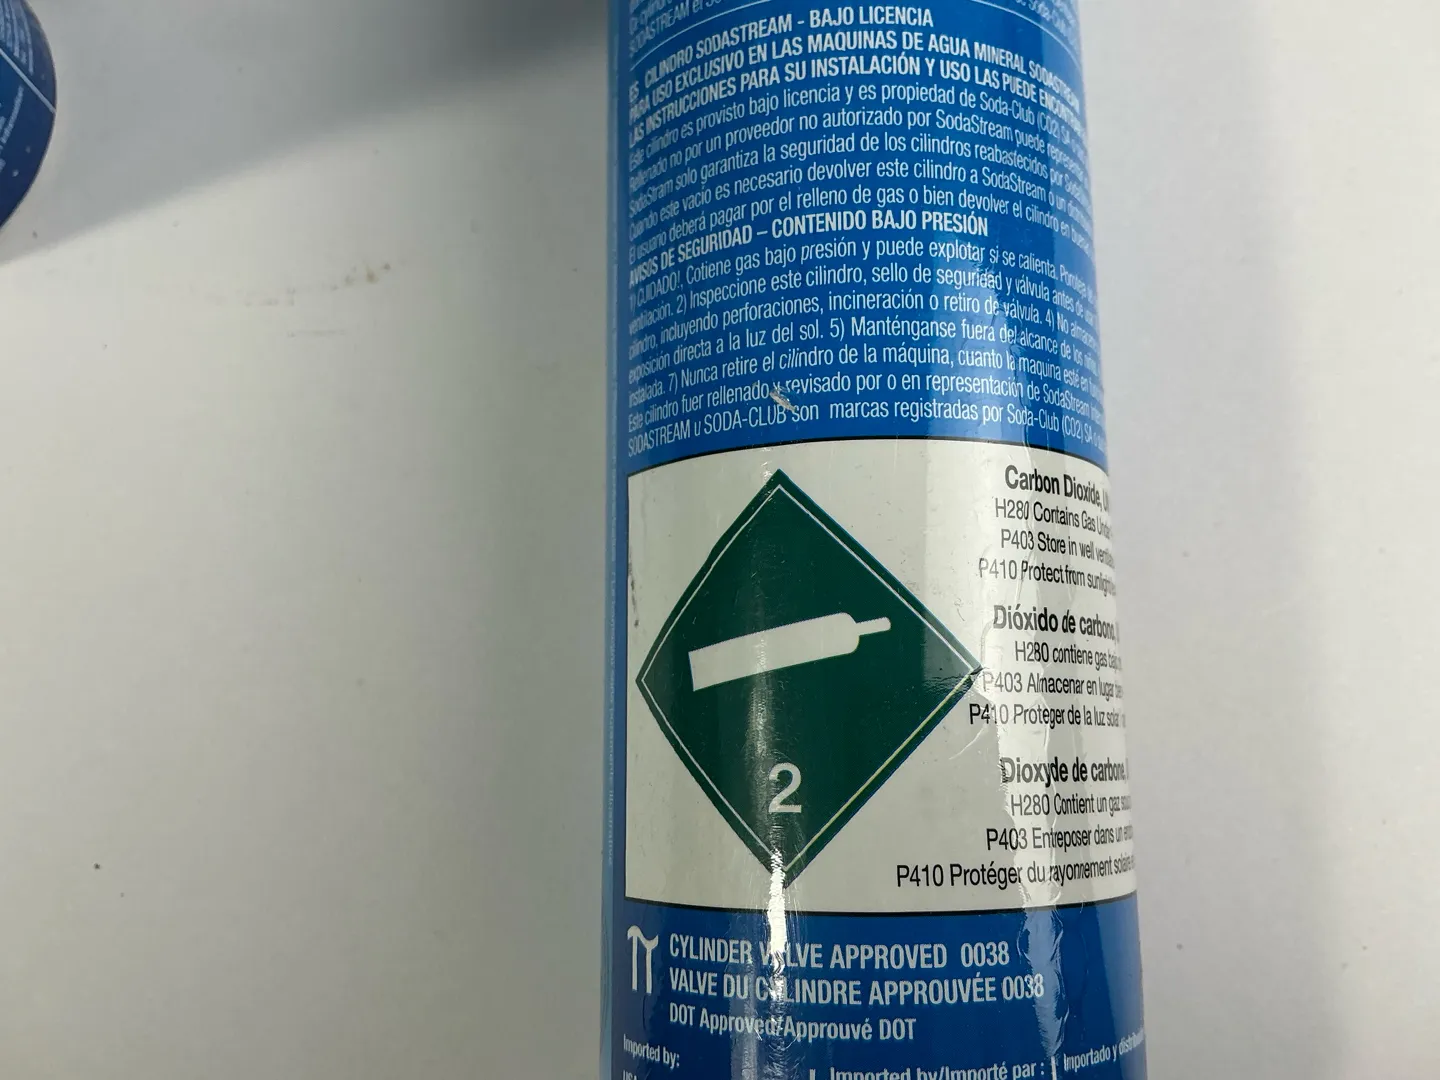 ES CILINDRO SODASTREAM - BAJO LICENCIA
PARA USO EXCLUSIVO EN LAS MAQUINAS DE AGUA MINERAL SODASTREAM
LAS INSTRUCCIONES PARA SU INSTALACIÓN Y USO LAS PUEDE
Este cilindro es provisto bajo licencia y es propiedad de Soda-Club (CO2) SA
Rellenado no por un proveedor no autorizado por SodaStream puede
SodaStram solo garantiza la seguridad de los cilindros reabastecidos por
Cuando este vacío es necesario devolver este cilindro a SodaStream o un
El usuario deberá pagar por el relleno de gas o bien devolver el cilindro en
AVISOS DE SEGURIDAD – CONTENIDO BAJO PRESIÓN
1) CUIDADO!, Cotiene gas bajo presión y puede explotar si se calienta.
ventilación. 2) Inspeccione este cilindro, sello de seguridad y válvula antes de
cilindro, incluyendo perforaciones, incineración o retiro de válvula. 4) No
exposición directa a la luz del sol. 5) Manténganse fuera del alcance de los
instalada. 7) Nunca retire el cilindro de la máquina, cuanto la maquina esté en
Este cilindro fuer rellenado y revisado por o en representación de SodaStream
SODASTREAM u SODA-CLUB son marcas registradas por Soda-Club (CO2) SA
Carbon Dioxide,
H280 Contains Gas
P403 Store in well
P410 Protect from sunlight
Dióxido de carbono,
H280 contiene gas
P403 Almacenar en lugar
P410 Proteger de la luz solar
Dioxyde de carbone,
H280 Contient un gaz
P403 Entreposer dans un
P410 Protéger du rayonnement solaire
2
CYLINDER VALVE APPROVED 0038
VALVE DU CYLINDRE APPROUVÉE 0038
DOT Approved/Approuvé DOT
Imported by:
Imported by/Importé par :
Importado y